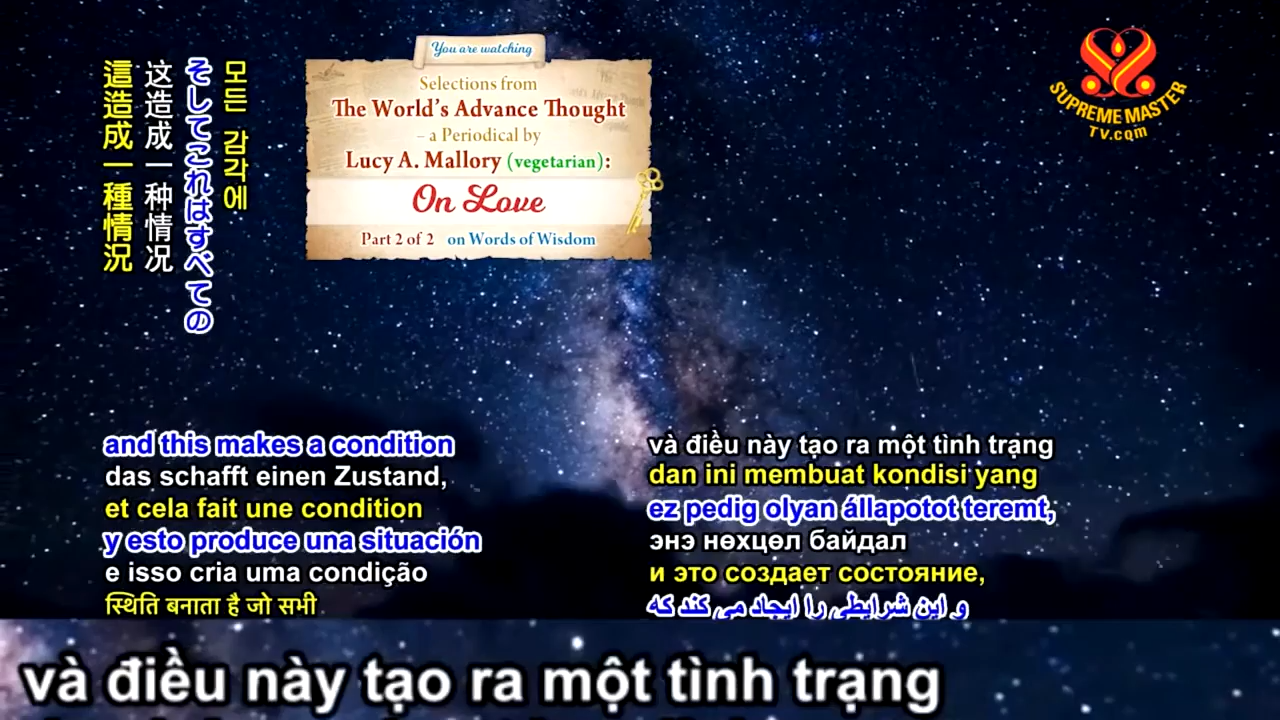 You are watching
Selections from
The World's Advance Thought
– a Periodical by
Lucy A. Mallory (vegetarian):
On Love
Part 2 of 2 on Words of Wisdom
SUPREME MASTER
TV.com
這造成一種情況
这造成一种情况
そしてこれはすべての
모든 감각에
and this makes a condition
das schafft einen Zustand,
et cela fait une condition
y esto produce una situación
e isso cria uma condição
स्थिति बनाता है जो सभी
và điều này tạo ra một tình trạng
dan ini membuat kondisi yang
ez pedig olyan állapotot teremt,
энэ нөхцөл байдал
и это создает состояние,
و این شرایطی را ایجاد می کند که
và điều này tạo ra một tình trạng